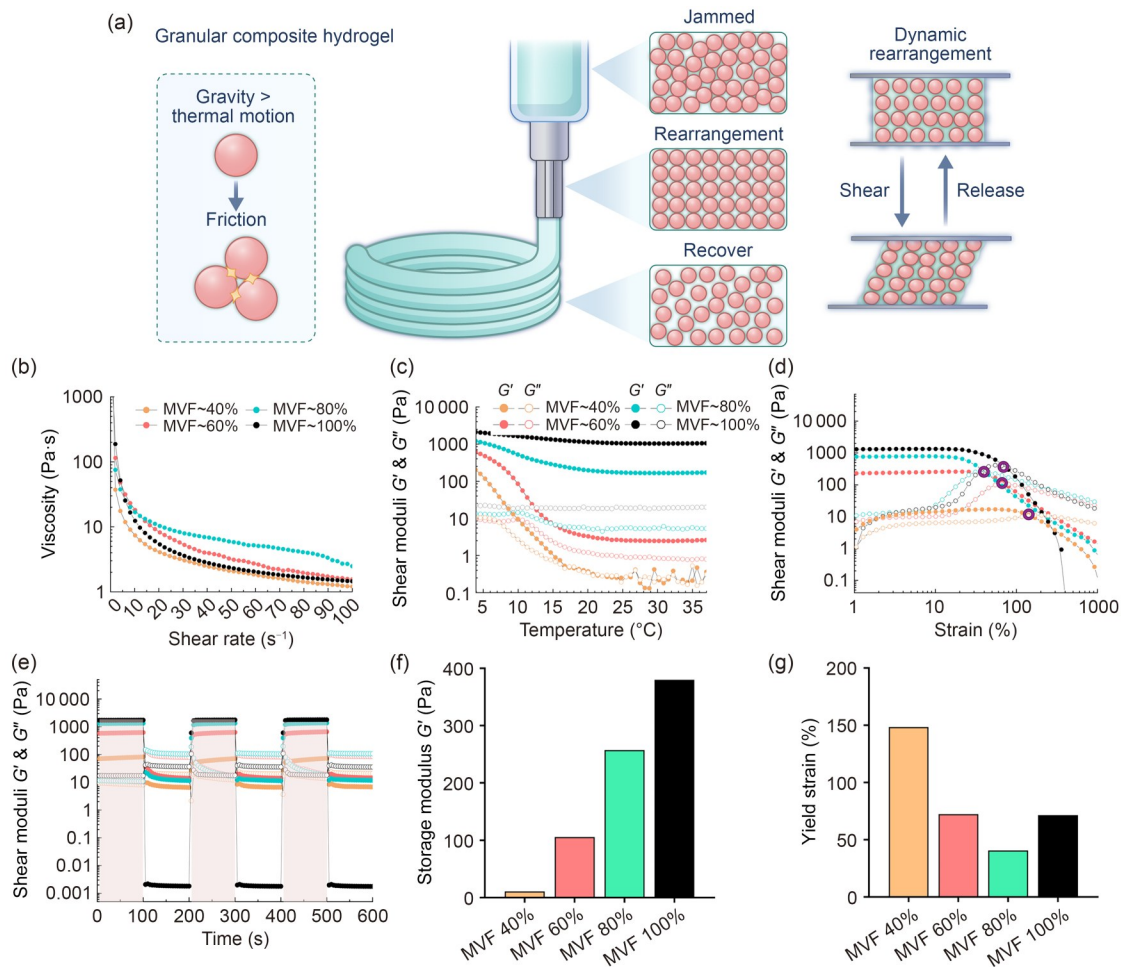 (a)
Granular composite hydrogel
Gravity >
thermal motion
Friction
Jammed
Rearrangement
Recover
Dynamic
rearrangement
Shear
Release
(b)
1000
100
10
1
Viscosity (Pa·s)
MVF~40%
MVF~80%
MVF~60%
MVF~100%
0 10 20 30 40 50 60 70 80 90 100
Shear rate (s⁻¹)
(c)
G′ G″ G′ G″
MVF~40%
MVF~80%
MVF~60%
MVF~100%
10 000
1000
100
10
1
0.1
Shear moduli G′ & G″ (Pa)
5 10 15 20 25 30 35
Temperature (°C)
(d)
10 000
1000
100
10
1
0.1
Shear moduli G′ & G″ (Pa)
1 10 100 1000
Strain (%)
(e)
10 000
1000
100
10
1
0.1
0.01
0.001
Shear moduli G′ & G″ (Pa)
0 100 200 300 400 500 600
Time (s)
(f)
400
300
200
100
0
Storage modulus G′ (Pa)
MVF 40%
MVF 60%
MVF 80%
MVF 100%
(g)
200
150
100
50
0
Yield strain (%)
MVF 40%
MVF 60%
MVF 80%
MVF 100%